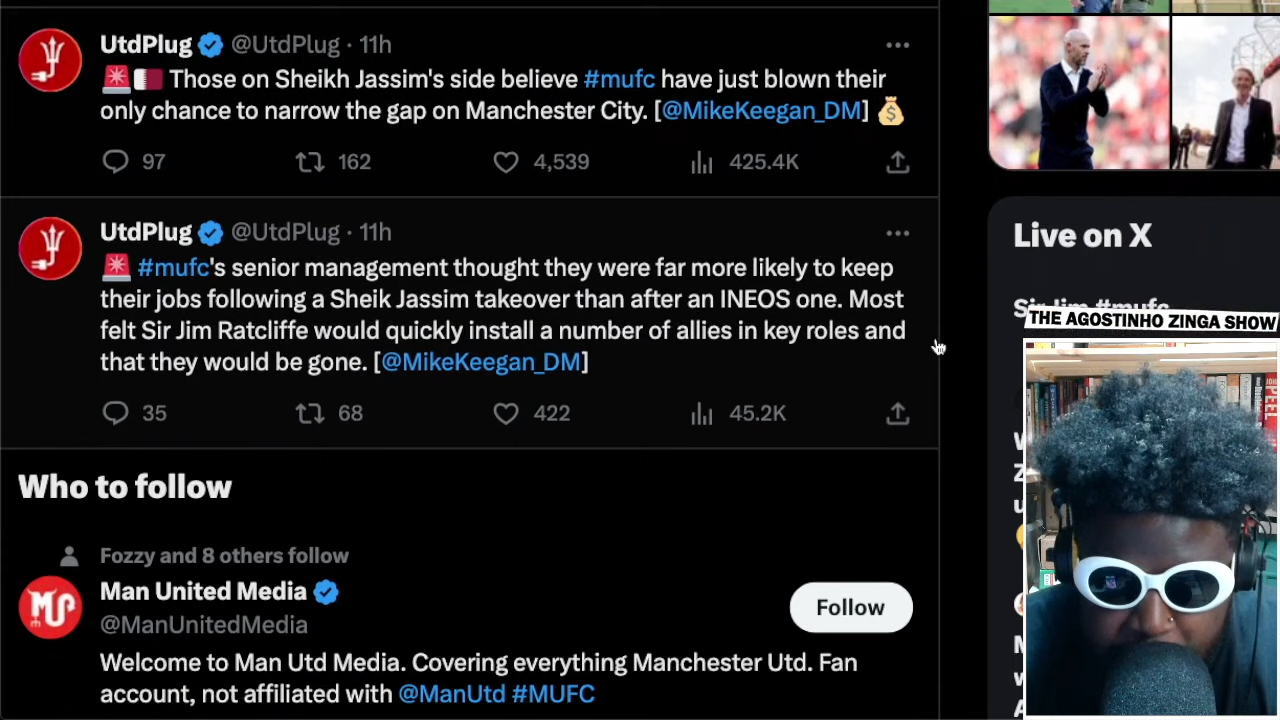 UtdPlug @UtdPlug · 11h
🚨🇶🇦 Those on Sheikh Jassim's side believe #mufc have just blown their
only chance to narrow the gap on Manchester City. [@MikeKeegan_DM] 💰
97 162 4,539 425.4K
UtdPlug @UtdPlug · 11h
🚨 #mufc's senior management thought they were far more likely to keep
their jobs following a Sheik Jassim takeover than after an INEOS one. Most
felt Sir Jim Ratcliffe would quickly install a number of allies in key roles and
that they would be gone. [@MikeKeegan_DM]
35 68 422 45.2K
Who to follow
Fozzy and 8 others follow
Man United Media
@ManUnitedMedia
Follow
Welcome to Man Utd Media. Covering everything Manchester Utd. Fan
account, not affiliated with @ManUtd #MUFC
Live on X
Sir Jim #mufc
THE AGOSTINHO ZINGA SHOW
PEEL